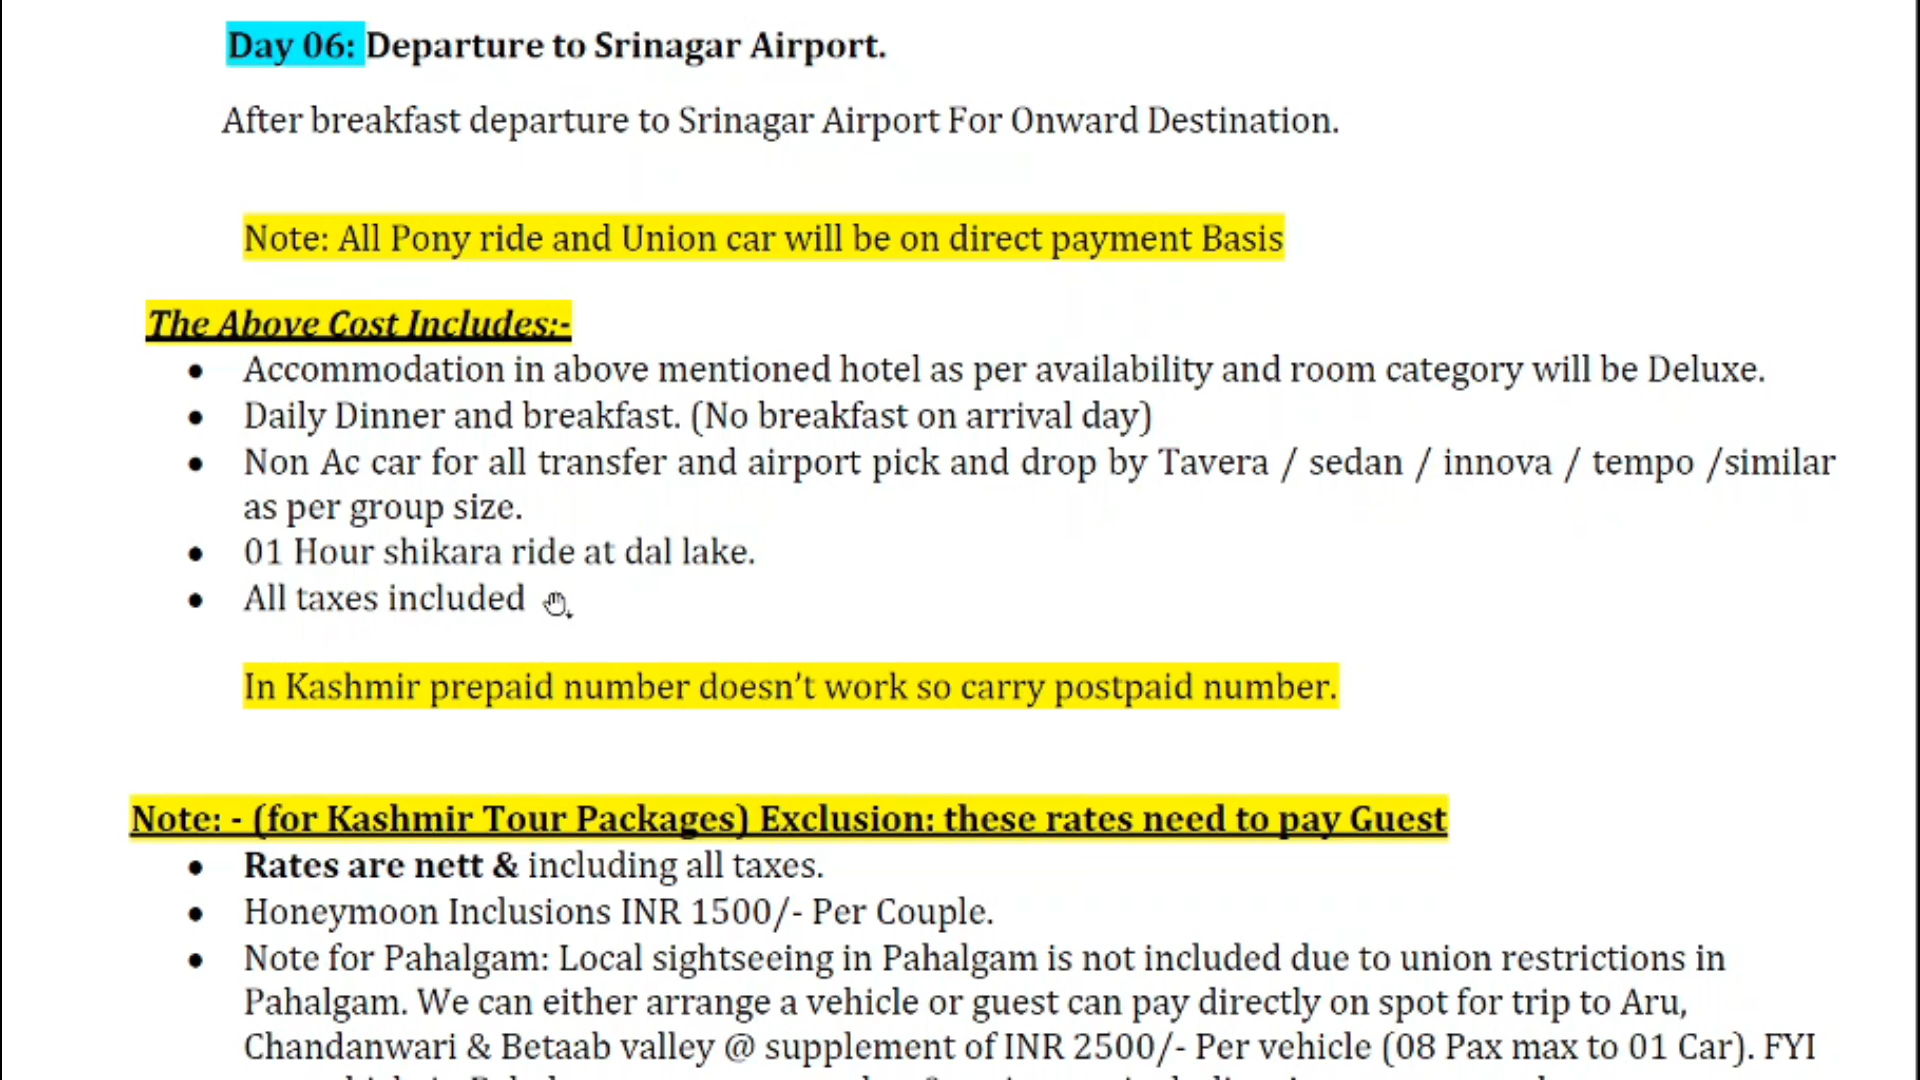 Day 06: Departure to Srinagar Airport.
After breakfast departure to Srinagar Airport For Onward Destination.
Note: All Pony ride and Union car will be on direct payment Basis
The Above Cost Includes:-
• Accommodation in above mentioned hotel as per availability and room category will be Deluxe.
• Daily Dinner and breakfast. (No breakfast on arrival day)
• Non Ac car for all transfer and airport pick and drop by Tavera / sedan / innova / tempo /similar
as per group size.
• 01 Hour shikara ride at dal lake.
• All taxes included
In Kashmir prepaid number doesn't work so carry postpaid number.
Note: - (for Kashmir Tour Packages) Exclusion: these rates need to pay Guest
• Rates are nett & including all taxes.
• Honeymoon Inclusions INR 1500/- Per Couple.
• Note for Pahalgam: Local sightseeing in Pahalgam is not included due to union restrictions in
Pahalgam. We can either arrange a vehicle or guest can pay directly on spot for trip to Aru,
Chandanwari & Betaab valley @ supplement of INR 2500/- Per vehicle (08 Pax max to 01 Car). FYI